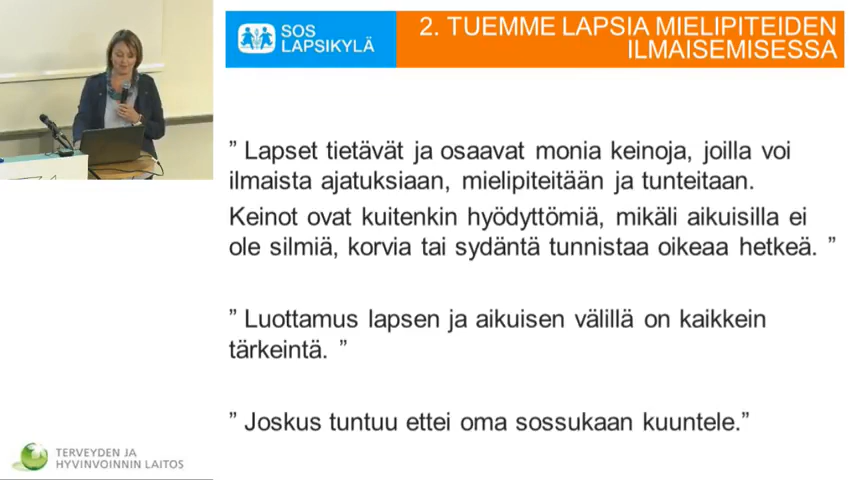 SOS
LAPSIKYLÄ
2. TUEMME LAPSIA MIELIPITEIDEN
ILMAISEMISESSA
” Lapset tietävät ja osaavat monia keinoja, joilla voi
ilmaista ajatuksiaan, mielipiteitään ja tunteitaan.
Keinot ovat kuitenkin hyödyttömiä, mikäli aikuisilla ei
ole silmiä, korvia tai sydäntä tunnistaa oikeaa hetkeä. ”
” Luottamus lapsen ja aikuisen välillä on kaikkein
tärkeintä. ”
” Joskus tuntuu ettei oma sossukaan kuuntele.”
TERVEYDEN JA
HYVINVOINNIN LAITOS